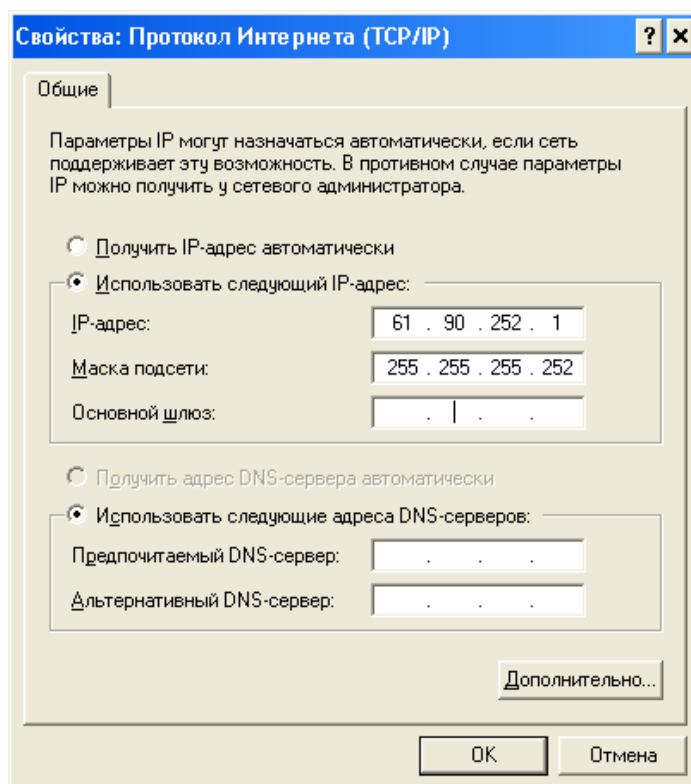 Свойства: Протокол Интернета (TCP/IP)
Общие
Параметры IP могут назначаться автоматически, если сеть
поддерживает эту возможность. В противном случае параметры
IP можно получить у сетевого администратора.
Получить IP-адрес автоматически
Использовать следующий IP-адрес:
IP-адрес: 61 . 90 . 252 . 1
Маска подсети: 255 . 255 . 255 . 252
Основной шлюз: . . .
Получить адрес DNS-сервера автоматически
Использовать следующие адреса DNS-серверов:
Предпочитаемый DNS-сервер: . . .
Альтернативный DNS-сервер: . . .
Дополнительно...
OK Отмена